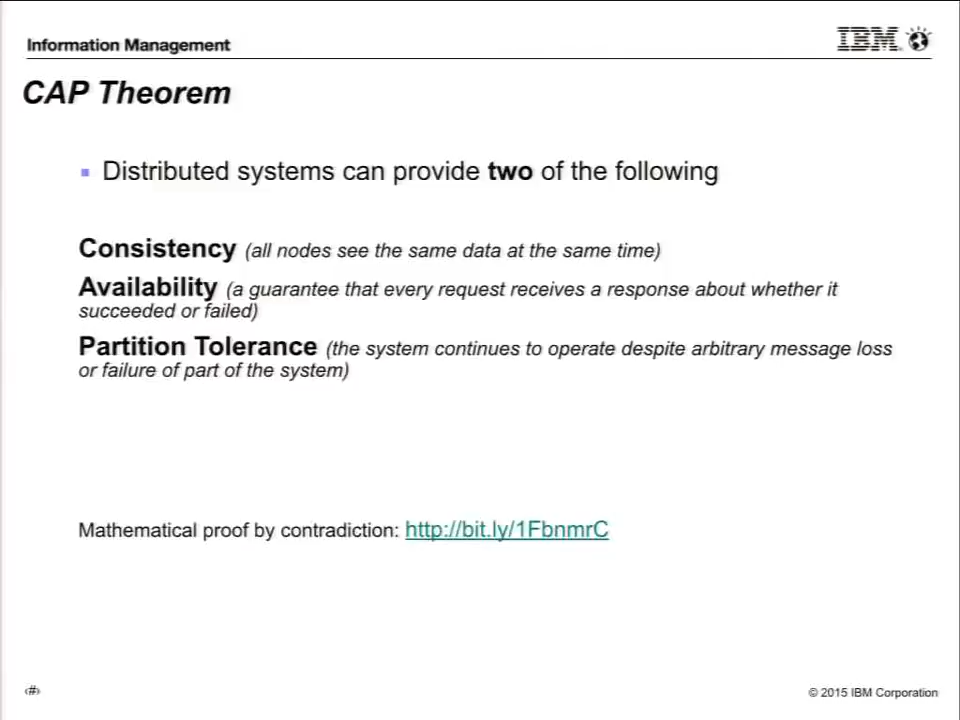 Information Management
IBM
CAP Theorem
Distributed systems can provide two of the following
Consistency (all nodes see the same data at the same time)
Availability (a guarantee that every request receives a response about whether it
succeeded or failed)
Partition Tolerance (the system continues to operate despite arbitrary message loss
or failure of part of the system)
Mathematical proof by contradiction: http://bit.ly/1FbnmrC
‹#›
© 2015 IBM Corporation